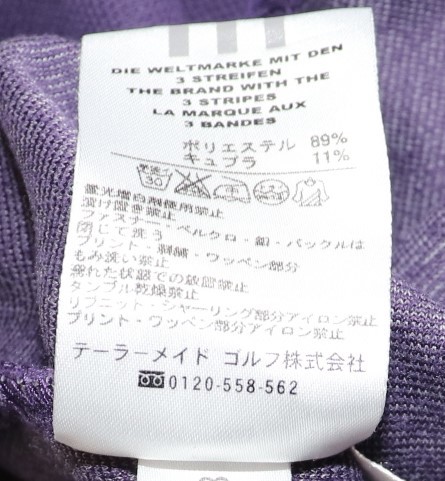 DIE WELTMARKE MIT DEN
3 STREIFEN
THE BRAND WITH THE
3 STRIPES
LA MARQUE AUX
3 BANDES
ポリエステル 89%
キュプラ 11%
30
蛍光増白剤使用禁止
漬け置き禁止
ファスナー・ベルクロ・釦・バックルは
閉じて洗う
プリント・刺繍・ワッペン部分
もみ洗い禁止
濡れた状態での放置禁止
タンブル乾燥禁止
リブニット・シャーリング部分アイロン禁止
プリント・ワッペン部分アイロン禁止
テーラーメイド ゴルフ株式会社
0120-558-562